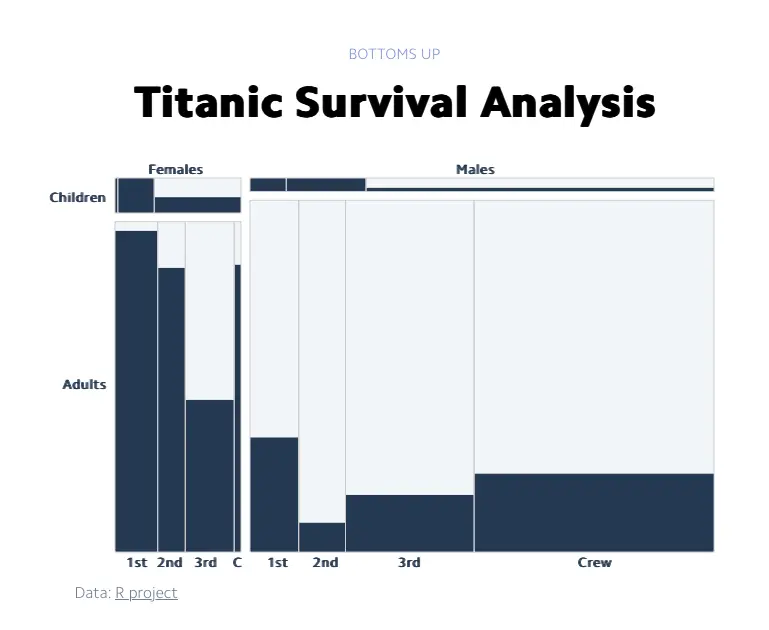 BOTTOMS UP
Titanic Survival Analysis
Females Males
Children
Adults
1st 2nd 3rd C 1st 2nd 3rd Crew
Data: R project